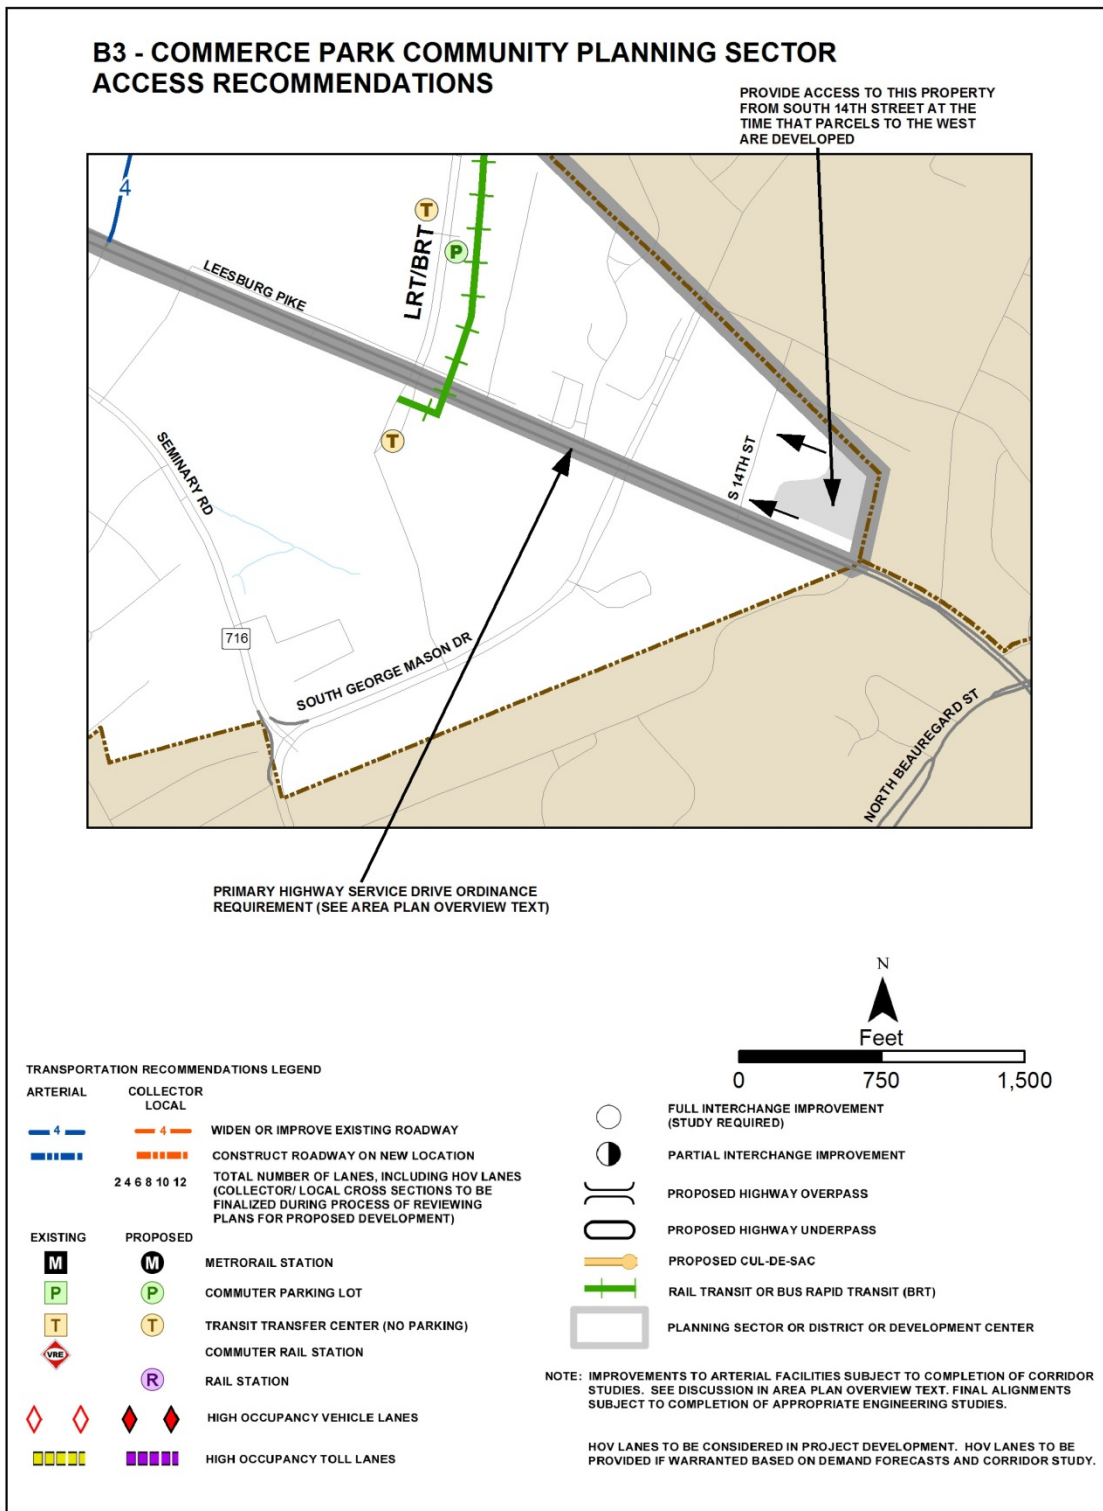 B3 - COMMERCE PARK COMMUNITY PLANNING SECTOR
ACCESS RECOMMENDATIONS
PROVIDE ACCESS TO THIS PROPERTY
FROM SOUTH 14TH STREET AT THE
TIME THAT PARCELS TO THE WEST
ARE DEVELOPED
4
T
P
LRT/BRT
LEESBURG PIKE
T
SEMINARY RD
S 14TH ST
716
SOUTH GEORGE MASON DR
NORTH BEAUREGARD ST
PRIMARY HIGHWAY SERVICE DRIVE ORDINANCE
REQUIREMENT (SEE AREA PLAN OVERVIEW TEXT)
N
Feet
0 750 1,500
TRANSPORTATION RECOMMENDATIONS LEGEND
ARTERIAL
COLLECTOR
LOCAL
4 4 WIDEN OR IMPROVE EXISTING ROADWAY
CONSTRUCT ROADWAY ON NEW LOCATION
2 4 6 8 10 12 TOTAL NUMBER OF LANES, INCLUDING HOV LANES
(COLLECTOR/ LOCAL CROSS SECTIONS TO BE
FINALIZED DURING PROCESS OF REVIEWING
PLANS FOR PROPOSED DEVELOPMENT)
EXISTING PROPOSED
M M METRORAIL STATION
P P COMMUTER PARKING LOT
T T TRANSIT TRANSFER CENTER (NO PARKING)
VRE COMMUTER RAIL STATION
R RAIL STATION
HIGH OCCUPANCY VEHICLE LANES
HIGH OCCUPANCY TOLL LANES
FULL INTERCHANGE IMPROVEMENT
(STUDY REQUIRED)
PARTIAL INTERCHANGE IMPROVEMENT
PROPOSED HIGHWAY OVERPASS
PROPOSED HIGHWAY UNDERPASS
PROPOSED CUL-DE-SAC
RAIL TRANSIT OR BUS RAPID TRANSIT (BRT)
PLANNING SECTOR OR DISTRICT OR DEVELOPMENT CENTER
NOTE: IMPROVEMENTS TO ARTERIAL FACILITIES SUBJECT TO COMPLETION OF CORRIDOR
STUDIES. SEE DISCUSSION IN AREA PLAN OVERVIEW TEXT. FINAL ALIGNMENTS
SUBJECT TO COMPLETION OF APPROPRIATE ENGINEERING STUDIES.
HOV LANES TO BE CONSIDERED IN PROJECT DEVELOPMENT. HOV LANES TO BE
PROVIDED IF WARRANTED BASED ON DEMAND FORECASTS AND CORRIDOR STUDY.